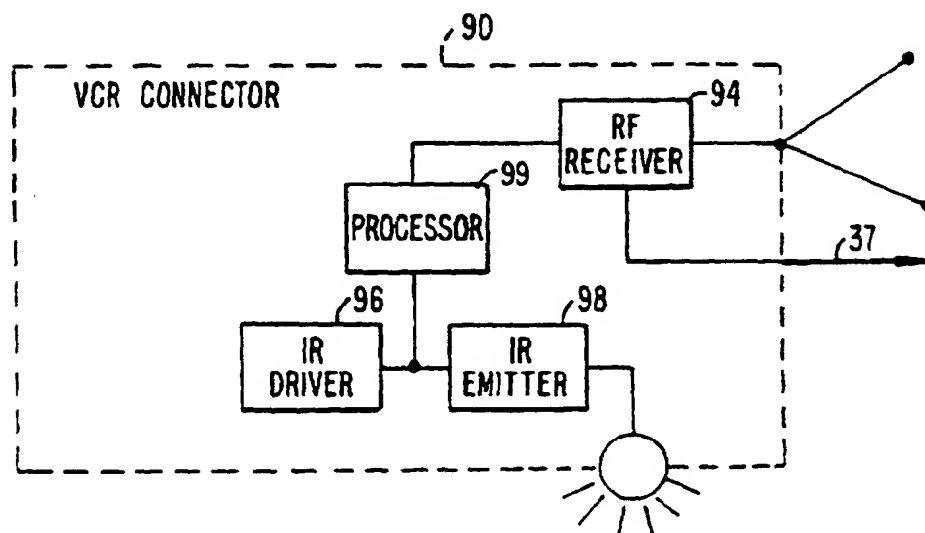 90
VCR CONNECTOR
94
RF
RECEIVER
99
PROCESSOR
37
96
98
IR
DRIVER
IR
EMITTER